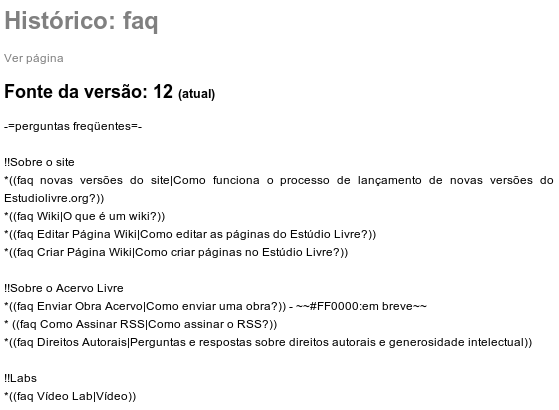 Histórico: faq
Ver página
Fonte da versão: 12 (atual)
-=perguntas freqüentes=-
!!Sobre o site
*((faq novas versões do site|Como funciona o processo de lançamento de novas versões do
Estudiolivre.org?))
*((faq Wiki|O que é um wiki?))
*((faq Editar Página Wiki|Como editar as páginas do Estúdio Livre?))
*((faq Criar Página Wiki|Como criar páginas no Estúdio Livre?))
!!Sobre o Acervo Livre
*((faq Enviar Obra Acervo|Como enviar uma obra?)) - ~~#FF0000:em breve~~
* ((faq Como Assinar RSS|Como assinar o RSS?))
*((faq Direitos Autorais|Perguntas e respostas sobre direitos autorais e generosidade intelectual))
!!Labs
*((faq Vídeo Lab|Vídeo))